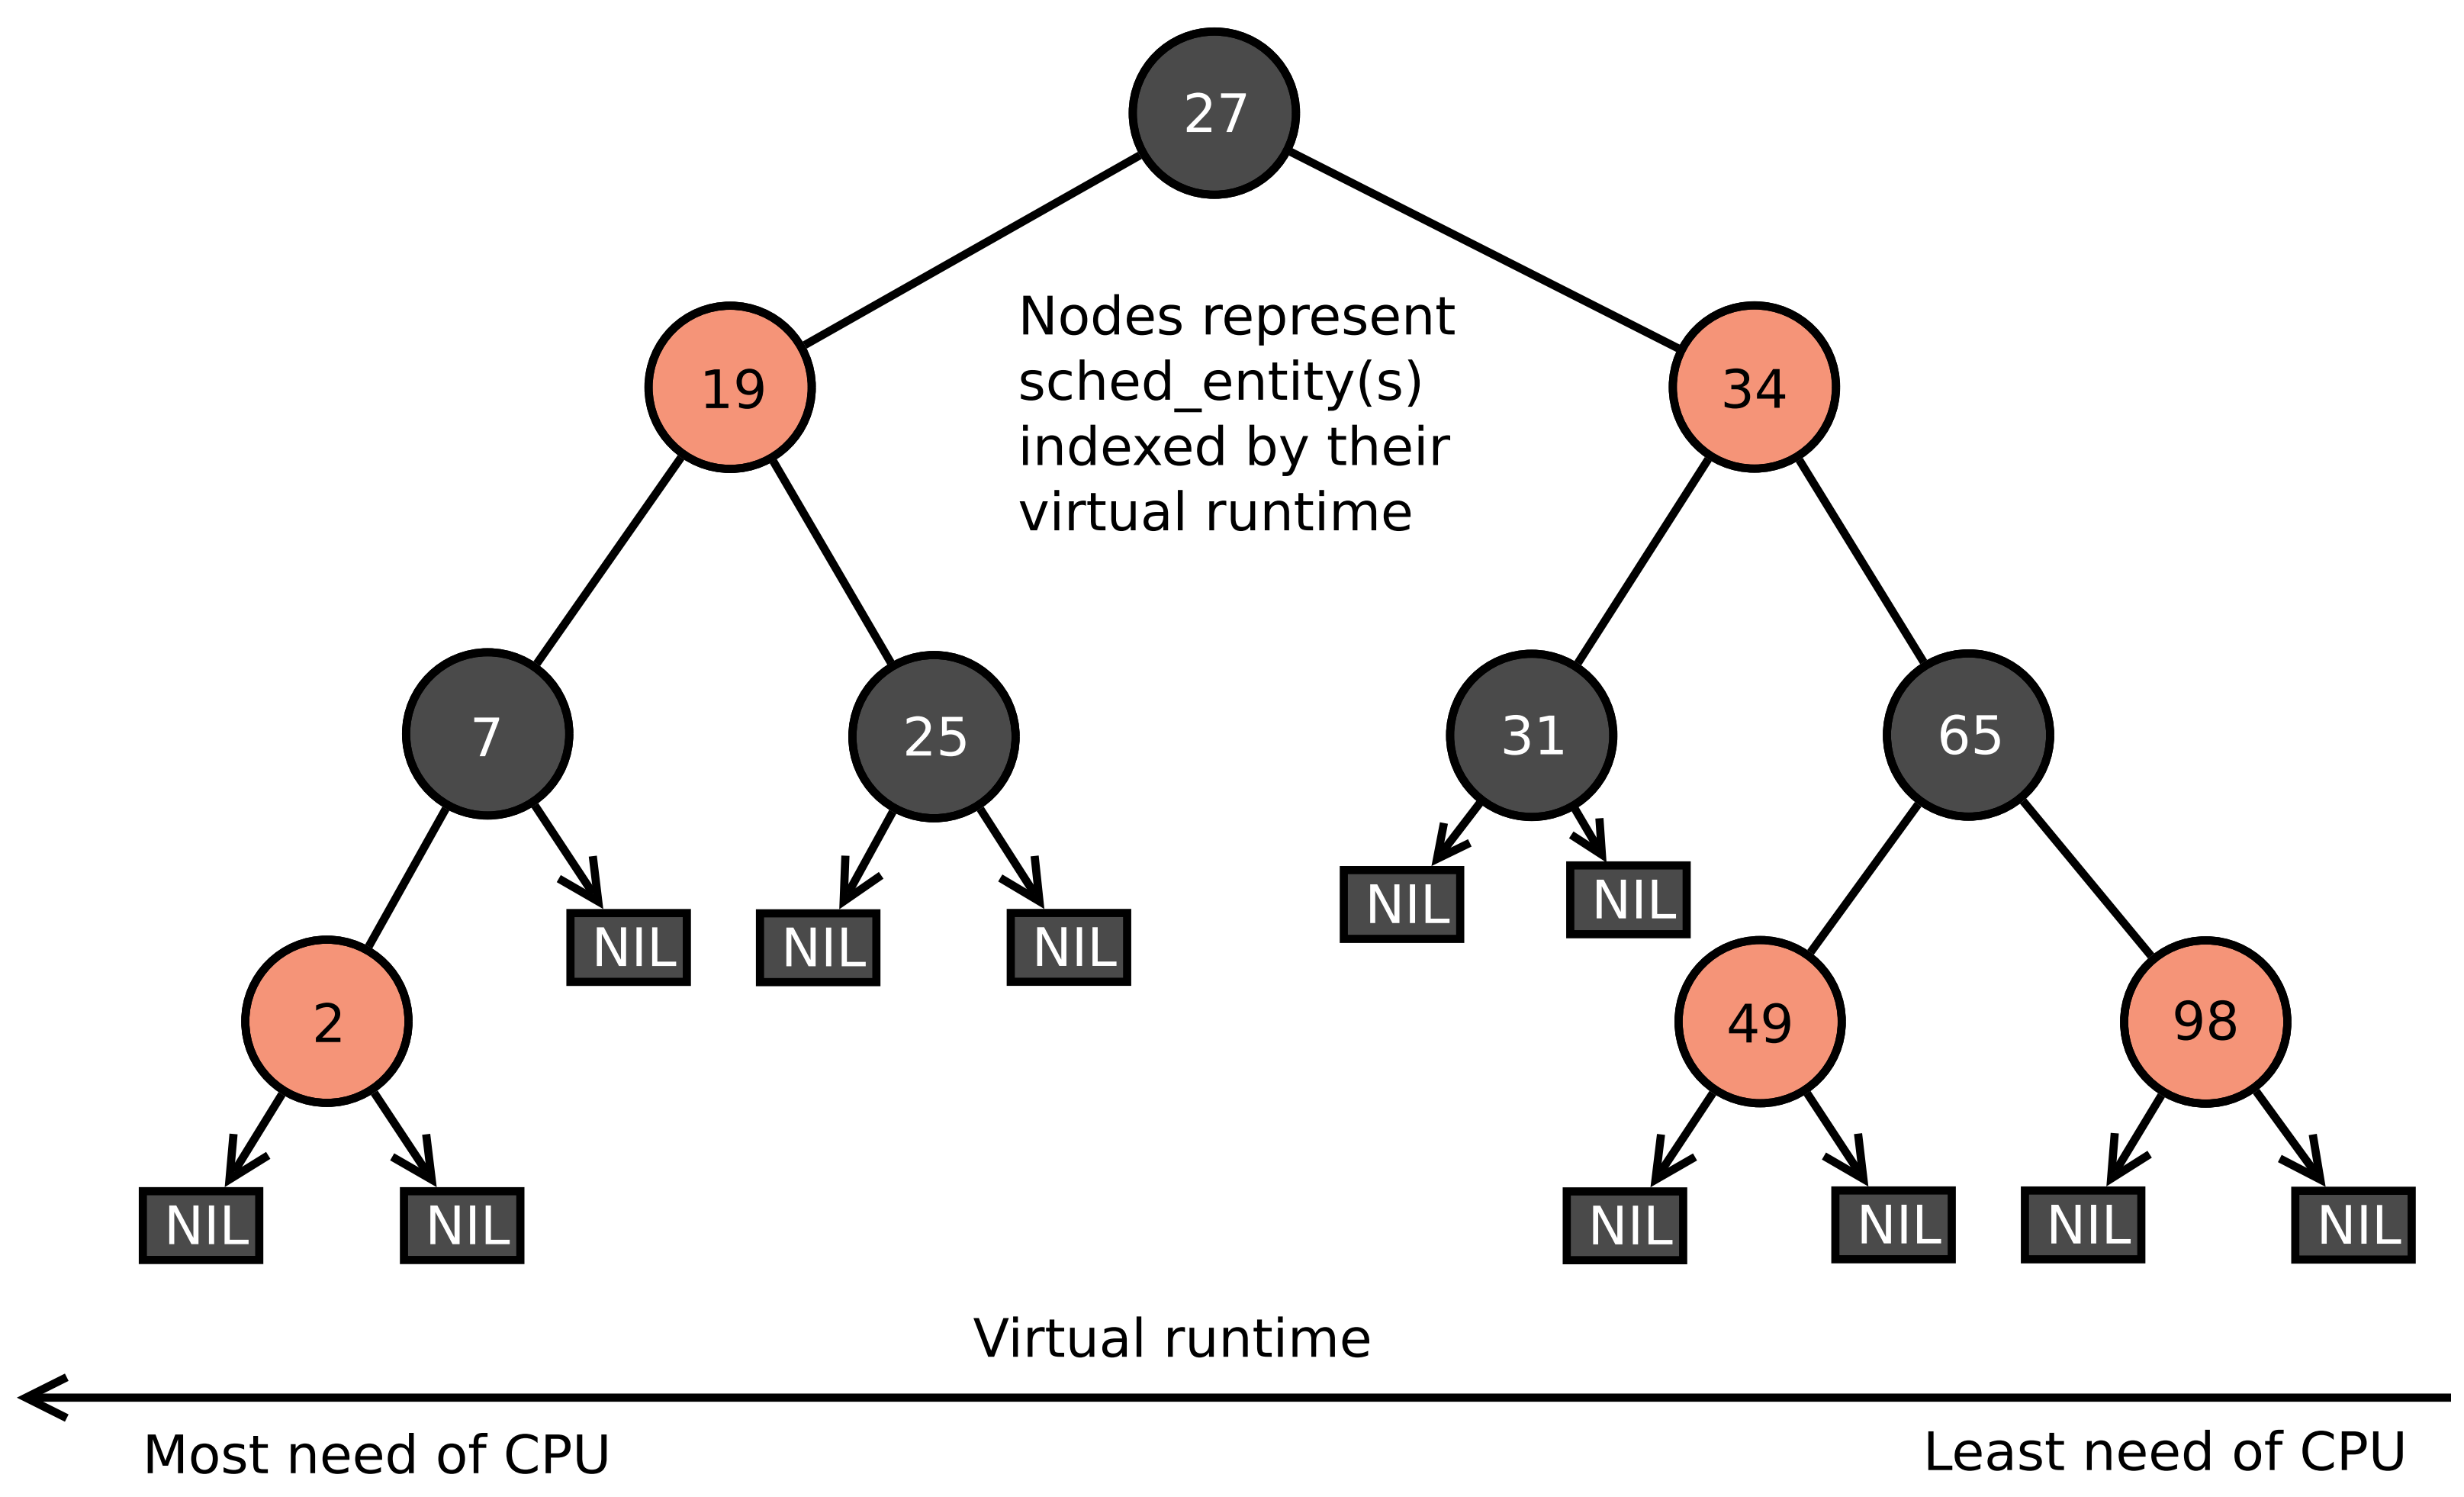 27
Nodes represent
sched_entity(s)
indexed by their
virtual runtime
19
34
7
25
31
65
NIL
NIL
NIL
NIL
NIL
2
49
98
NIL
NIL
NIL
NIL
NIL
NIL
Virtual runtime
Most need of CPU
Least need of CPU